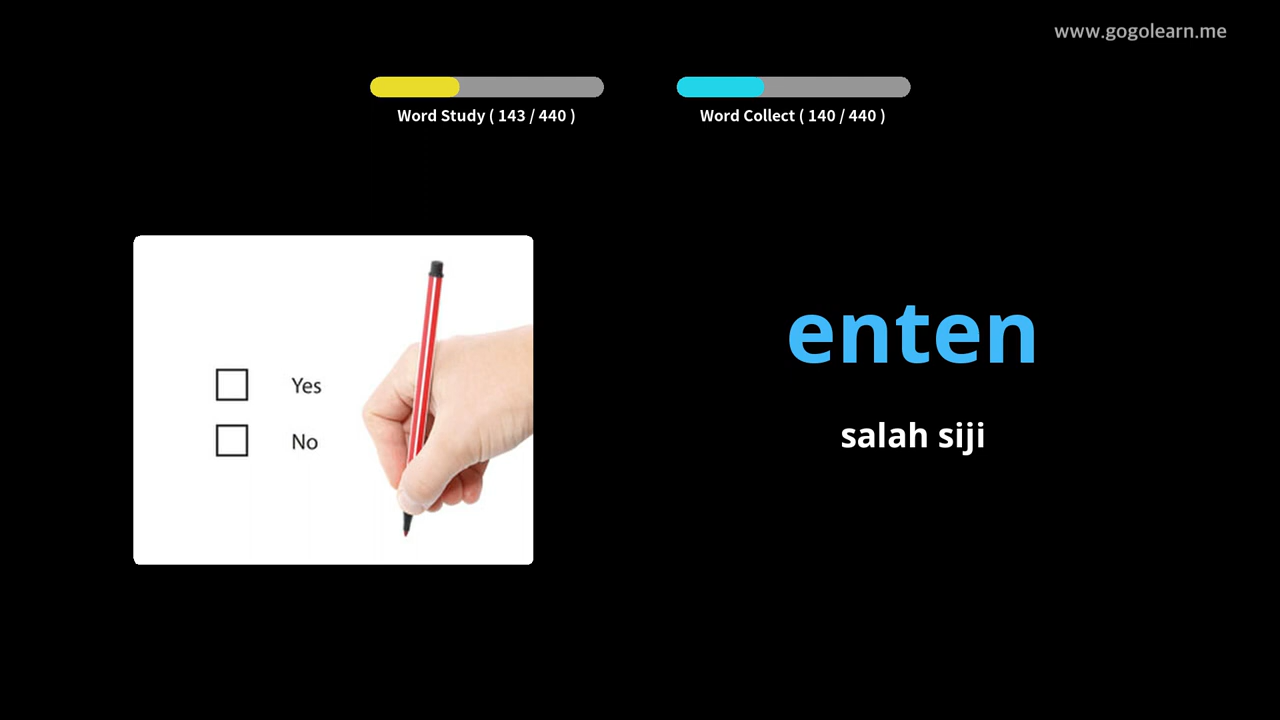 www.gogolearn.me
Word Study ( 143 / 440 )
Word Collect ( 140 / 440 )
Yes
No
enten
salah siji